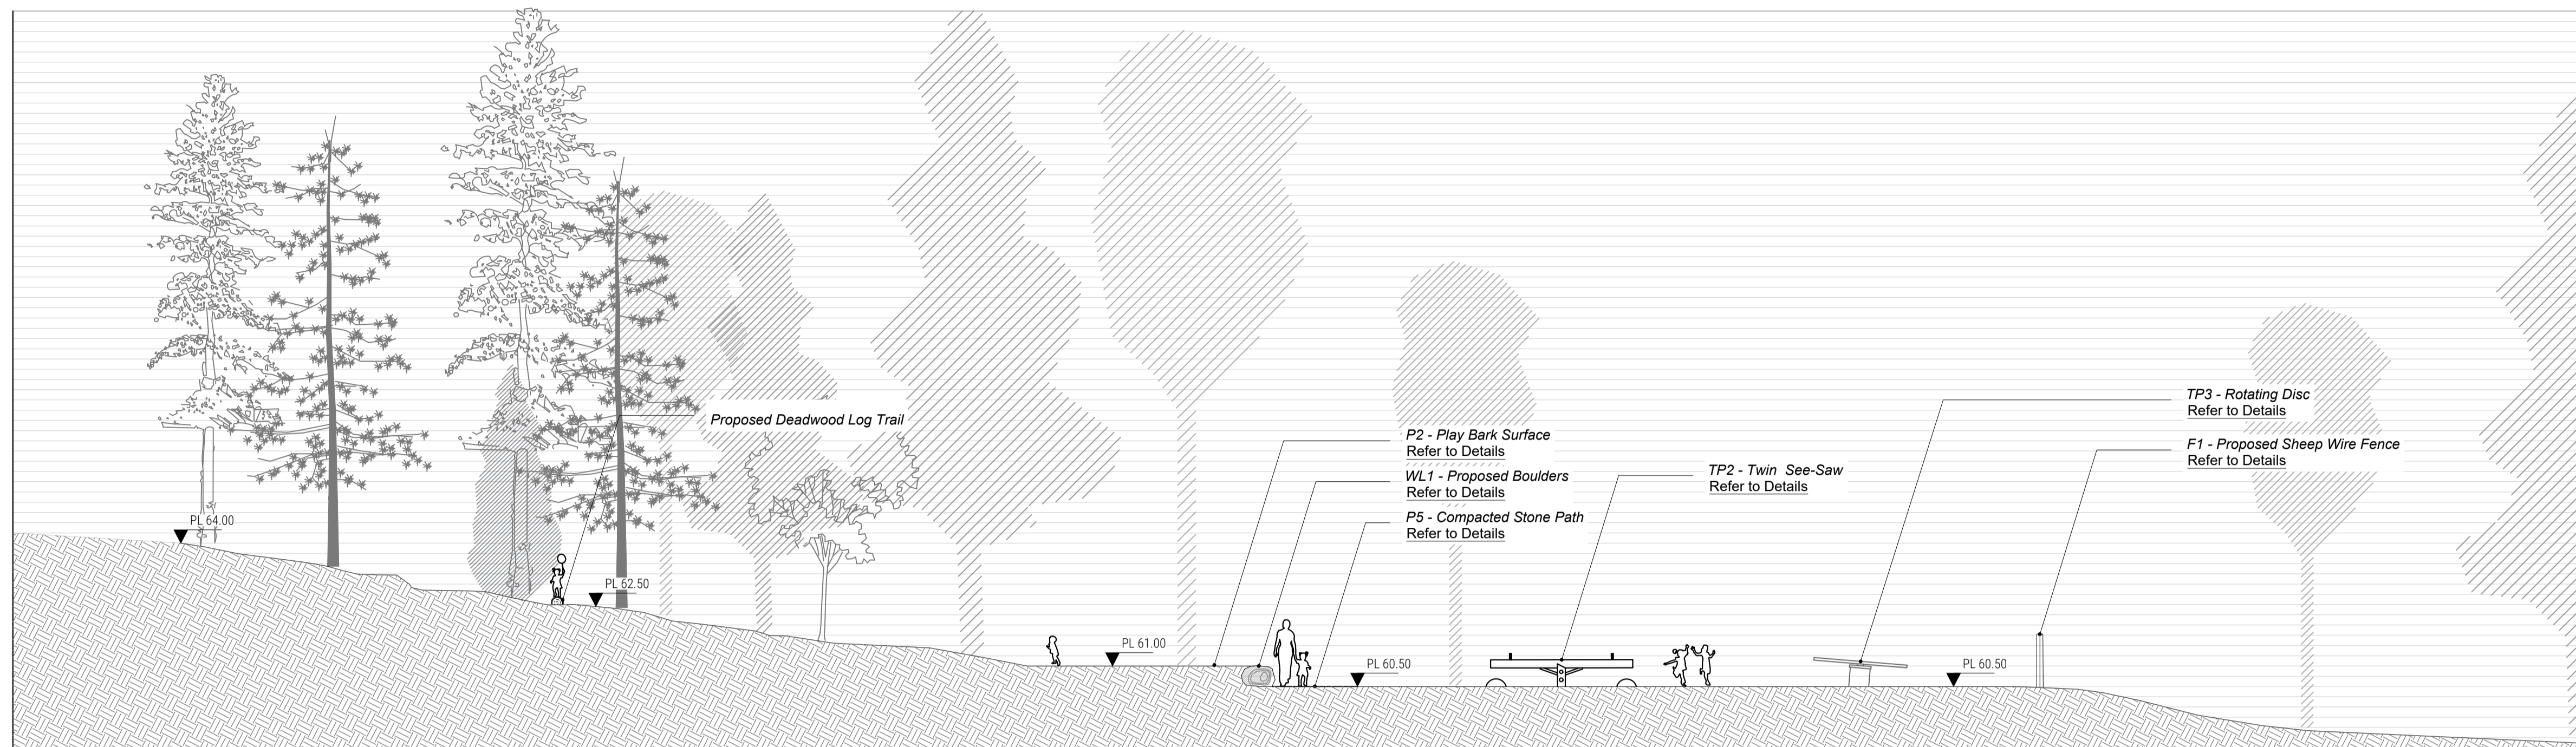 PL 64.00
PL 62.50
Proposed Deadwood Log Trail
PL 61.00
P2 - Play Bark Surface
Refer to Details
WL1 - Proposed Boulders
Refer to Details
P5 - Compacted Stone Path
Refer to Details
PL 60.50
TP2 - Twin  See-Saw
Refer to Details
PL 60.50
TP3 - Rotating Disc
Refer to Details
F1 - Proposed Sheep Wire Fence
Refer to Details